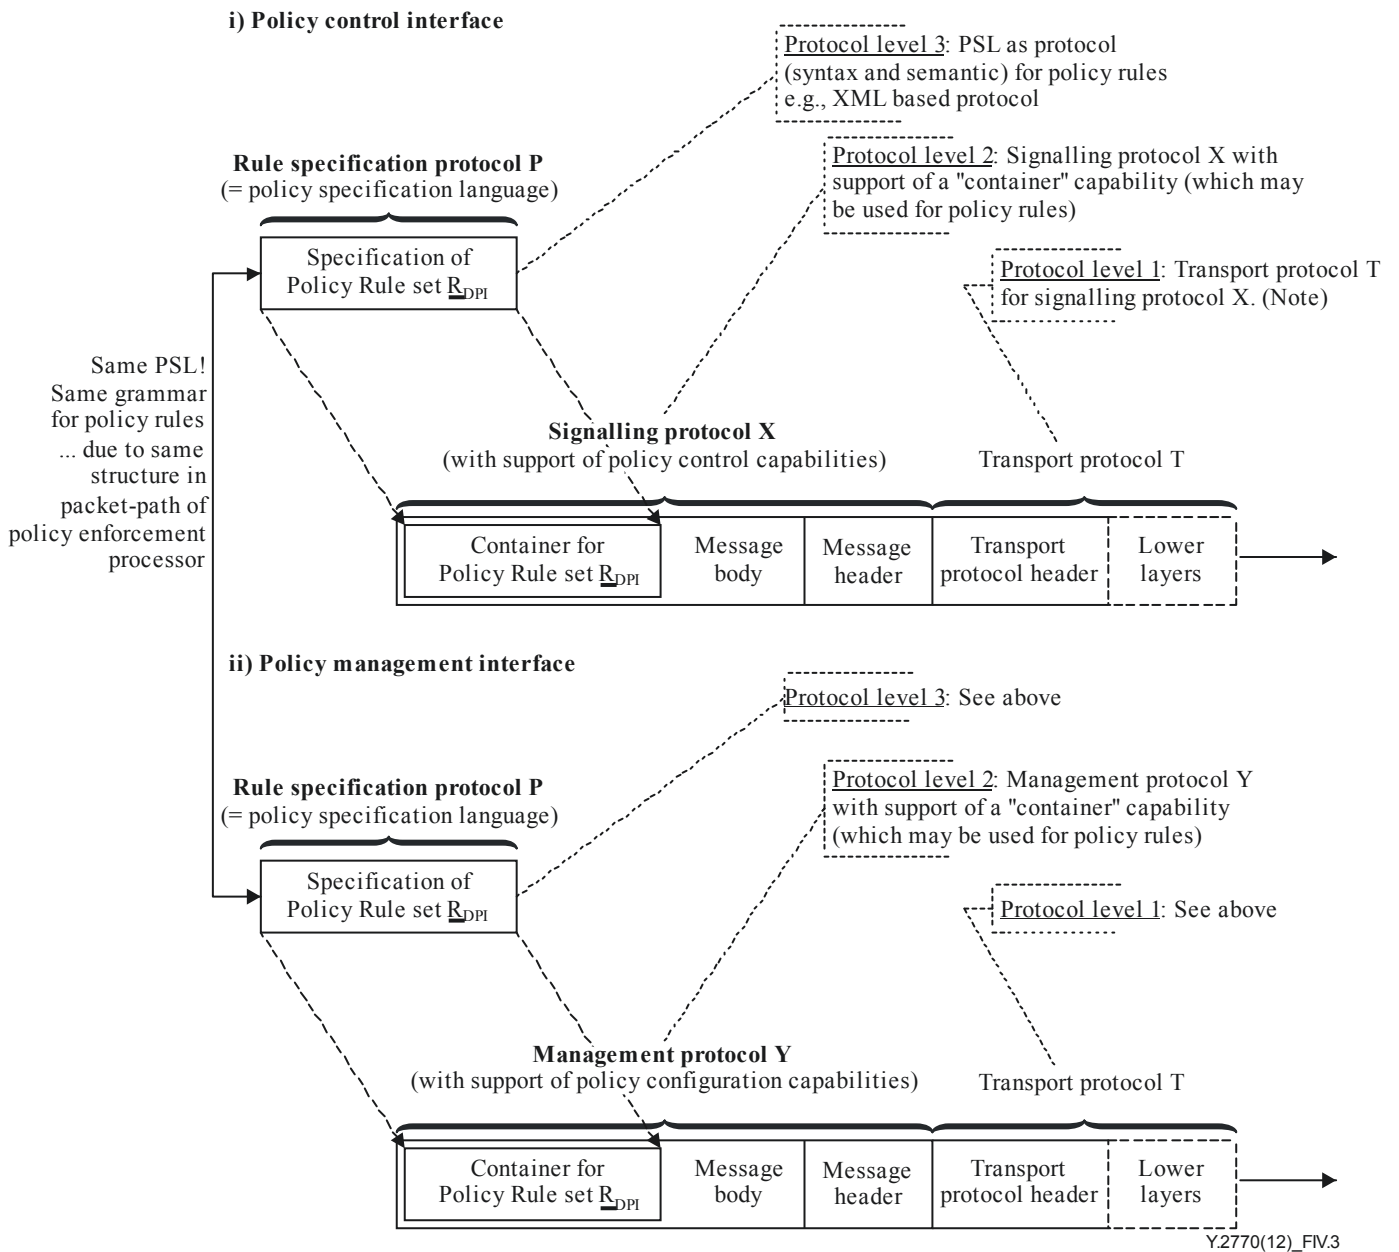 i) Policy control interface
Protocol level 3: PSL as protocol
(syntax and semantic) for policy rules
e.g., XML based protocol
Rule specification protocol P
(= policy specification language)
Protocol level 2: Signalling protocol X with
support of a "container" capability (which may
be used for policy rules)
Specification of
Policy Rule set RDPI
Protocol level 1: Transport protocol T
for signalling protocol X. (Note)
Same PSL!
Same grammar
for policy rules
... due to same
structure in
packet-path of
policy enforcement
processor
Signalling protocol X
(with support of policy control capabilities)
Transport protocol T
Container for
Policy Rule set RDPI
Message
body
Message
header
Transport
protocol header
Lower
layers
ii) Policy management interface
Protocol level 3: See above
Rule specification protocol P
(= policy specification language)
Protocol level 2: Management protocol Y
with support of a "container" capability
(which may be used for policy rules)
Specification of
Policy Rule set RDPI
Protocol level 1: See above
Management protocol Y
(with support of policy configuration capabilities)
Transport protocol T
Container for
Policy Rule set RDPI
Message
body
Message
header
Transport
protocol header
Lower
layers
Y.2770(12)_FIV.3